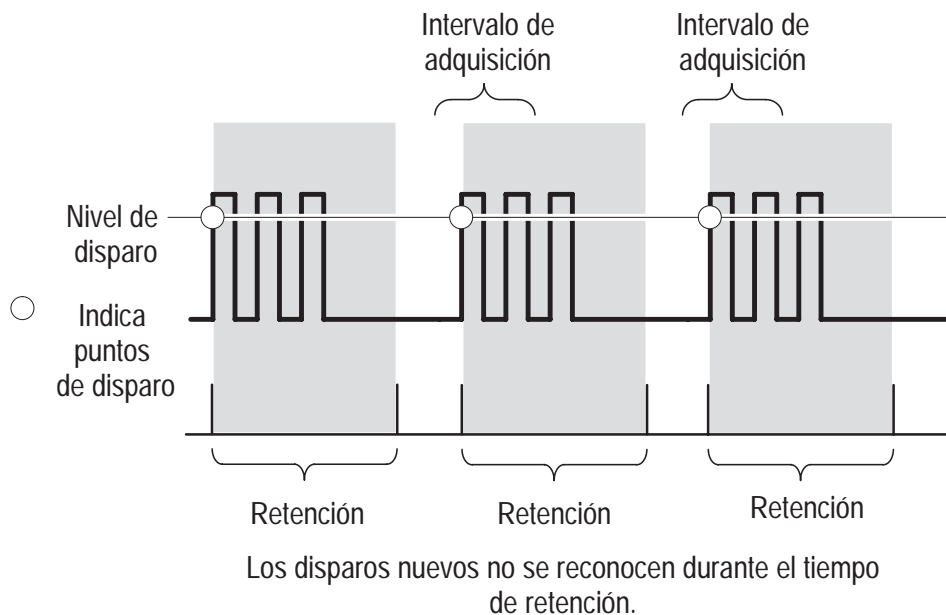 Intervalo de
adquisición
Intervalo de
adquisición
Nivel de
disparo
Indica
puntos
de disparo
Retención
Retención
Retención
Los disparos nuevos no se reconocen durante el tiempo
de retención.